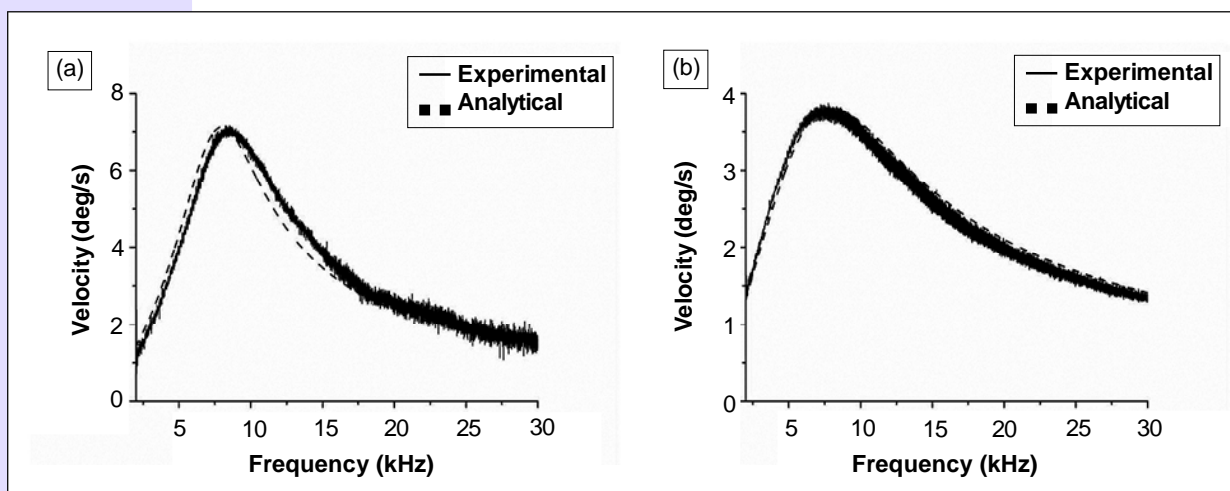 (a)
Experimental
Analytical
Velocity (deg/s)
8
6
4
2
0
5 10 15 20 25 30
Frequency (kHz)
(b)
Experimental
Analytical
Velocity (deg/s)
4
3
2
1
0
5 10 15 20 25 30
Frequency (kHz)